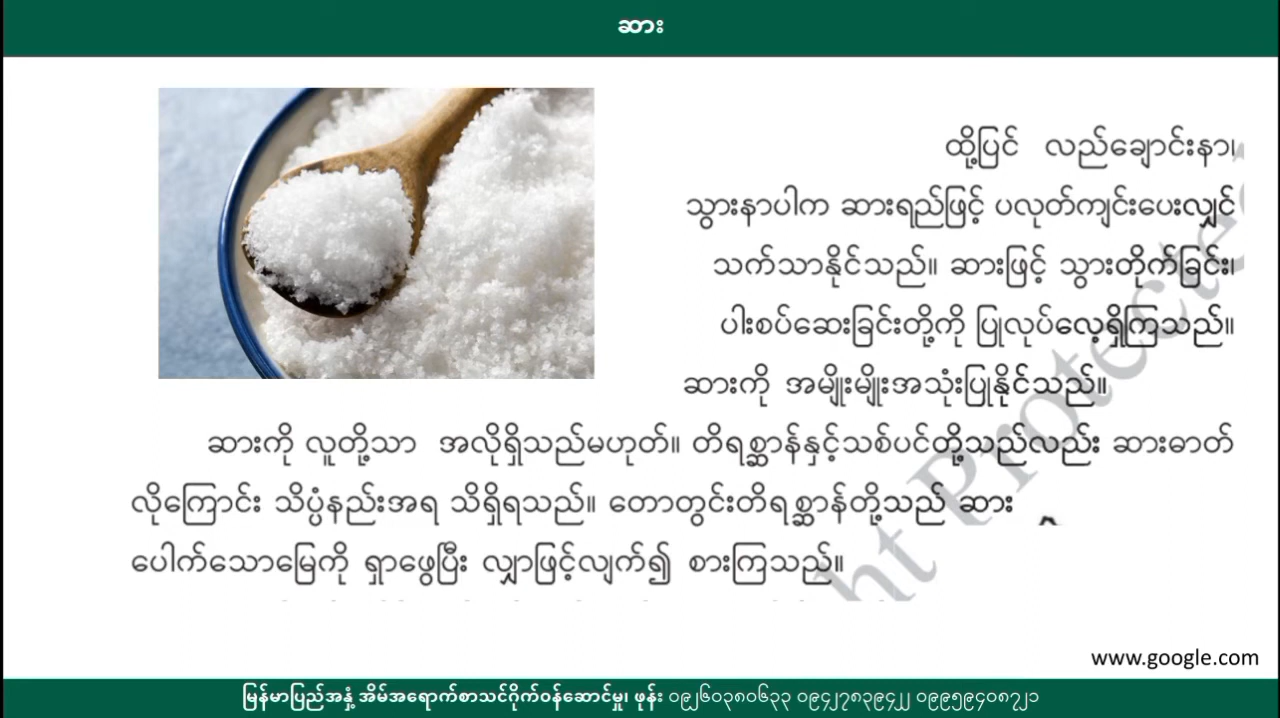 ဆား
ထို့ပြင် လည်ချောင်းနာ၊
သွားနာပါက ဆားရည်ဖြင့် ပလုတ်ကျင်းပေးလျှင်
သက်သာနိုင်သည်။ ဆားဖြင့် သွားတိုက်ခြင်း၊
ပါးစပ်ဆေးခြင်းတို့ကို ပြုလုပ်လေ့ရှိကြသည်။
ဆားကို အမျိုးမျိုးအသုံးပြုနိုင်သည်။
ဆားကို လူတို့သာ အလိုရှိသည်မဟုတ်။ တိရစ္ဆာန်နှင့်သစ်ပင်တို့သည်လည်း ဆားဓာတ်
လိုကြောင်း သိပ္ပံနည်းအရ သိရှိရသည်။ တောတွင်းတိရစ္ဆာန်တို့သည် ဆား
ပေါက်သောမြေကို ရှာဖွေပြီး လျှာဖြင့်လျက်၍ စားကြသည်။
ht Protecte
www.google.com
မြန်မာပြည်အနှံ့ အိမ်အရောက်စာသင်ဂိုက်ဝန်ဆောင်မှု၊ ဖုန်း ၀၉၂၆၀၃၈၀၆၃၃ ၀၉၄၂၇၈၃၉၄၂၂ ၀၉၉၅၉၄၀၈၇၂၁